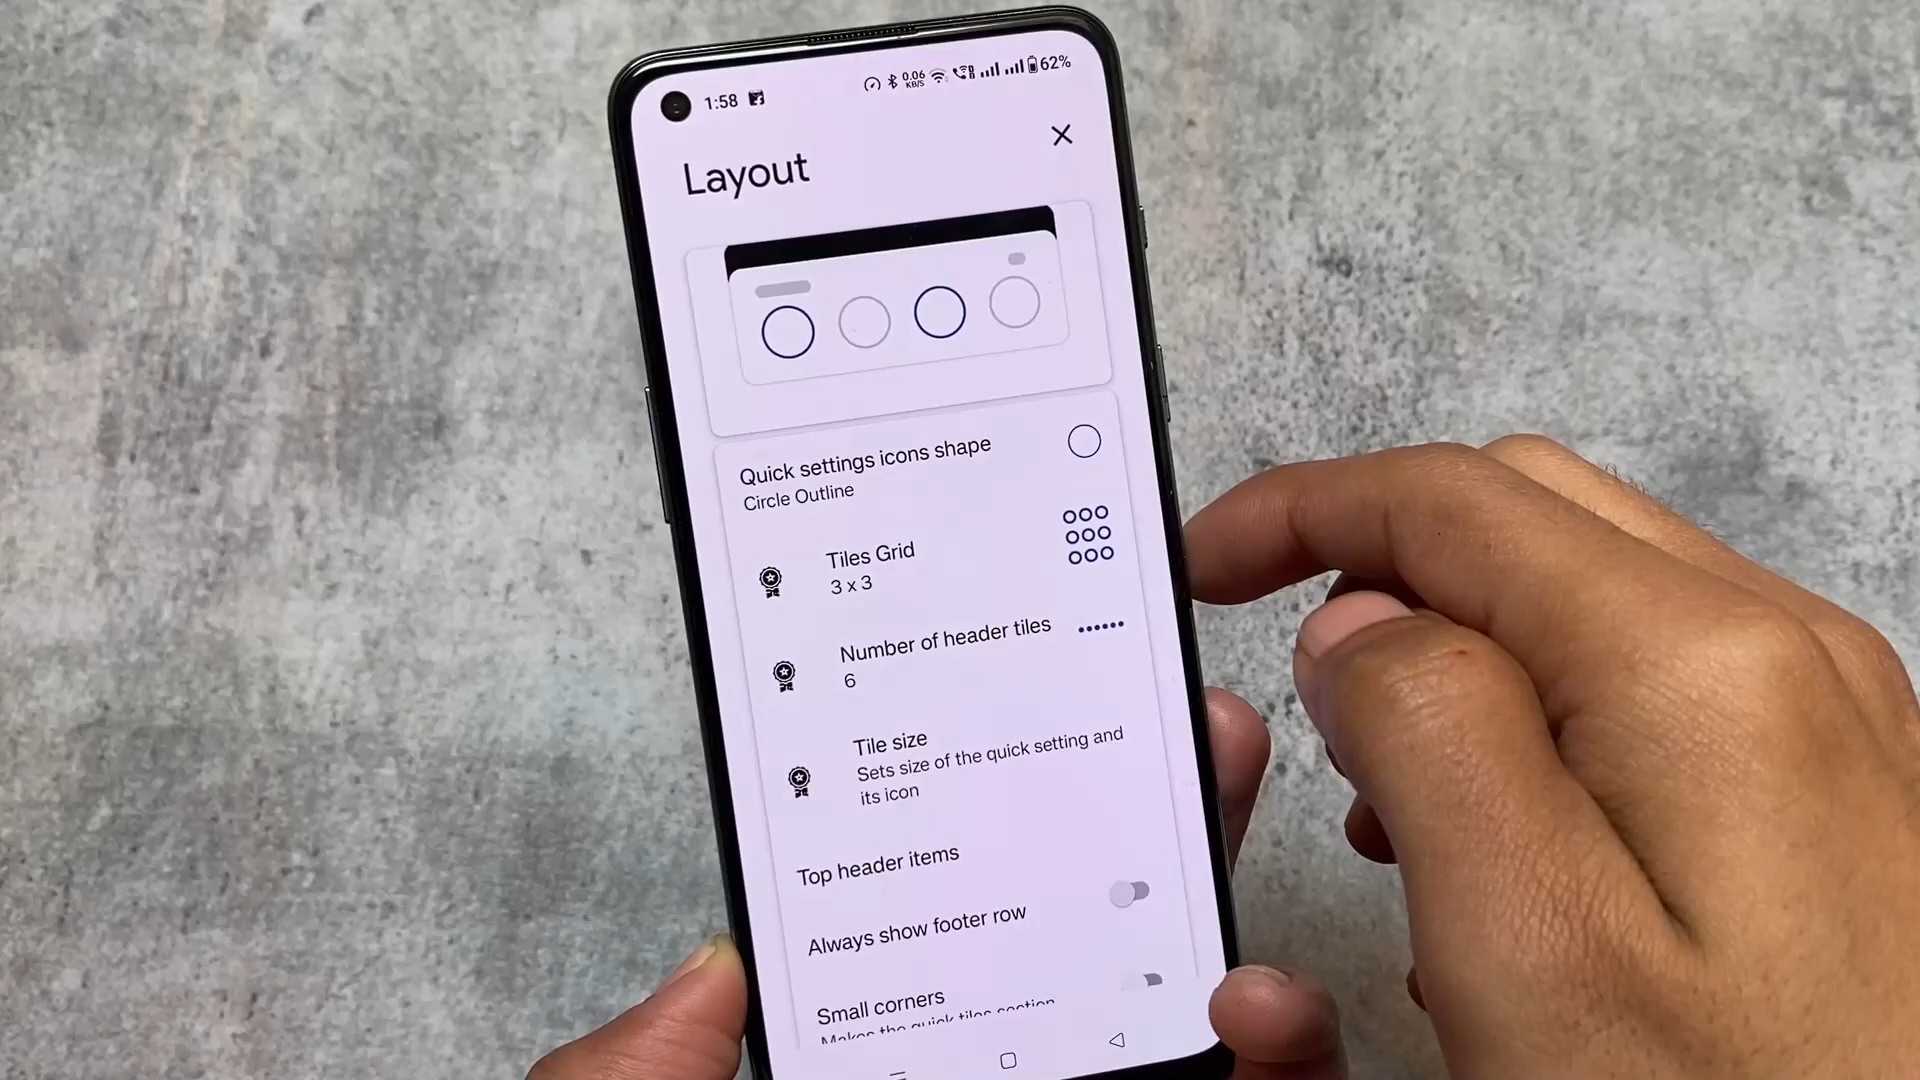 1:58
0.06
KB/S
62%
Layout
Quick settings icons shape
Circle Outline
Tiles Grid
3 x 3
Number of header tiles
6
Tile size
Sets size of the quick setting and
its icon
Top header items
Always show footer row
Small corners
Makes the quick tiles section